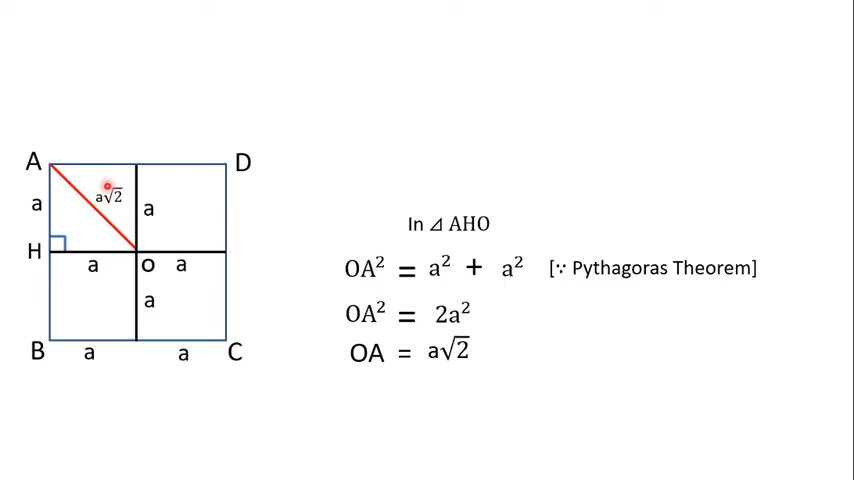 A
D
a
a√2
a
H
a
O
a
a
B
a
a
C
In ⊿ AHO
OA² = a² + a² [∵ Pythagoras Theorem]
OA² = 2a²
OA = a√2